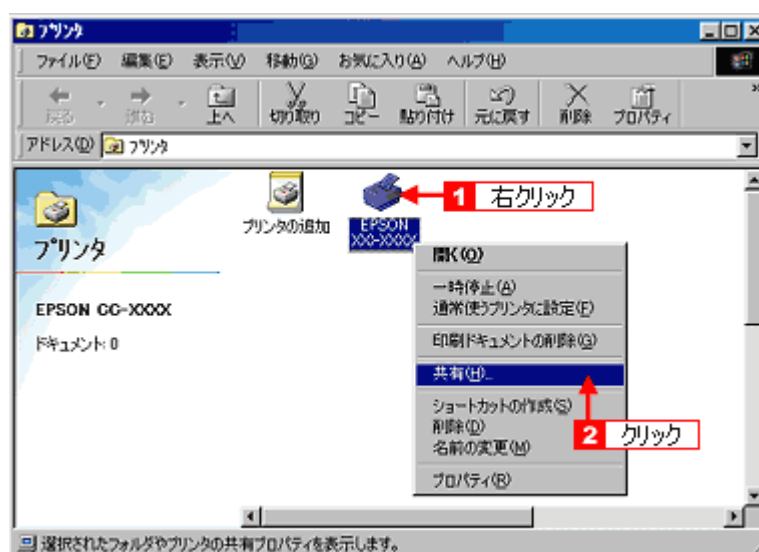 プリンタ
ファイル(F) 編集(E) 表示(V) 移動(G) お気に入り(A) ヘルプ(H)
戻る 進む 上へ 切り取り コピー 貼り付け 元に戻す 削除 プロパティ »
アドレス(D) プリンタ
プリンタ
EPSON CC-XXXX
ドキュメント: 0
プリンタの追加
EPSON
XXX-XXXX
1 右クリック
開く(O)
一時停止(A)
通常使うプリンタに設定(F)
印刷ドキュメントの削除(G)
共有(H)...
ショートカットの作成(S)
削除(D)
名前の変更(M)
プロパティ(R)
2 クリック
選択されたフォルダやプリンタの共有プロパティを表示します。